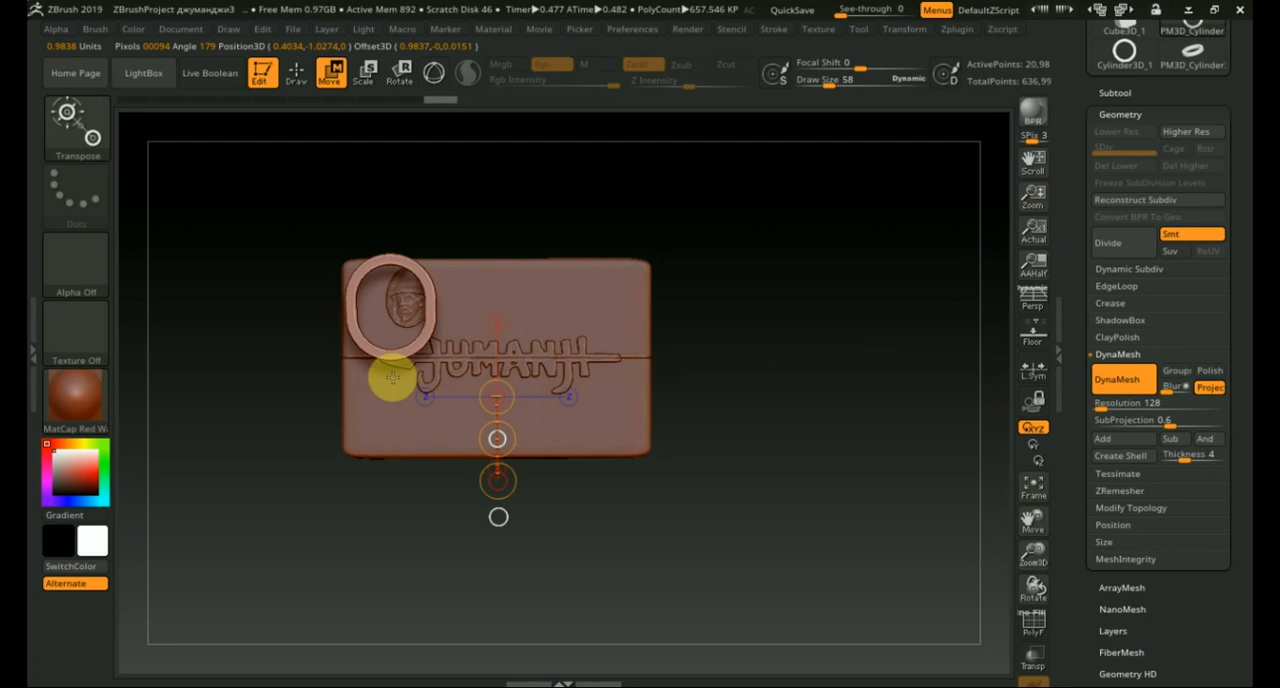 ZBRUSH 2019 ZBrushProject джуманджи3 ... • Free Mem 0.97GB • Active Mem 892 • Scratch Disk 46 • Timer▶0.477 ATime▶0.482 • PolyCount▶657.546 KP AC QuickSave See-through 0 Menus DefaultZScript
Alpha Brush Color Document Draw Edit File Layer Light Macro Marker Material Movie Picker Preferences Render Stencil Stroke Texture Tool Transform Zplugin Zscript
0.9838 Units Pixols 00094 Angle 179 Position3D ( 0.4034,-1.0274,0 ) Offset3D ( 0.9837,-0,0.0151 )
Home Page LightBox Live Boolean Edit Draw Move Scale Rotate Mrgb Rgb M Zadd Zsub Zcut
Rgb Intensity Z Intensity
S Focal Shift 0
Draw Size 58 Dynamic
D ActivePoints: 20,98
TotalPoints: 636,99
Transpose
Dots
Alpha Off
Texture Off
MatCap Red Wa
Gradient
SwitchColor
Alternate
JUMANJI
Z Z
BPR
SPix 3
Scroll
Zoom
Actual
AAHalf
Dynamic
Persp
Floor
L.Sym
XYZ
Frame
Move
Zoom3D
Rotate
PolyF
Transp
Cube3D_1 PM3D_Cylinder
Cylinder3D_1 PM3D_Cylinder.
Subtool
Geometry
Lower Res Higher Res
SDiv Cage Rstr
Del Lower Del Higher
Freeze SubDivision Levels
Reconstruct Subdiv
Convert BPR To Geo
Divide Smt
Suv ReUV
Dynamic Subdiv
EdgeLoop
Crease
ShadowBox
ClayPolish
DynaMesh
DynaMesh Groups Polish
Blur Projec
Resolution 128
SubProjection 0.6
Add Sub And
Create Shell Thickness 4
Tessimate
ZRemesher
Modify Topology
Position
Size
MeshIntegrity
ArrayMesh
NanoMesh
Layers
FiberMesh
Geometry HD